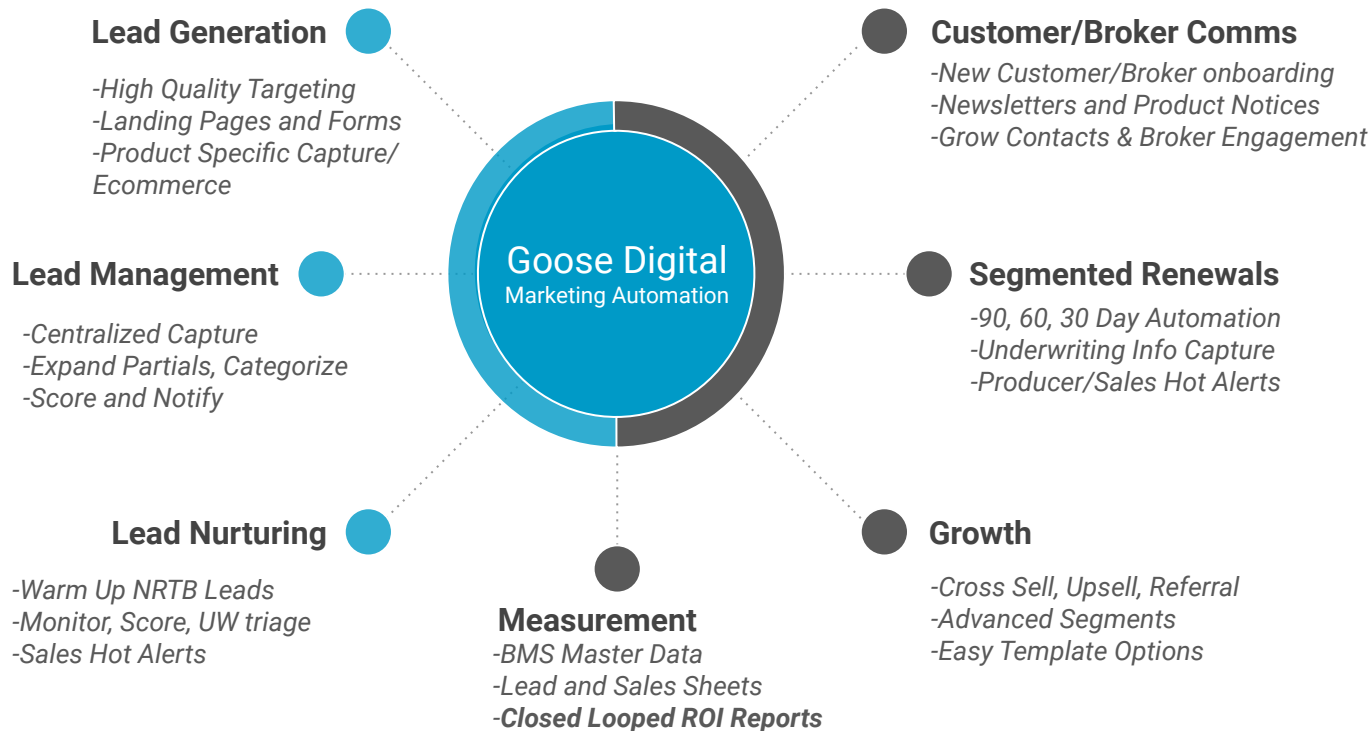 Lead Generation
-High Quality Targeting
-Landing Pages and Forms
-Product Specific Capture/
Ecommerce
Customer/Broker Comms
-New Customer/Broker onboarding
-Newsletters and Product Notices
-Grow Contacts & Broker Engagement
Goose Digital
Marketing Automation
Lead Management
-Centralized Capture
-Expand Partials, Categorize
-Score and Notify
Segmented Renewals
-90, 60, 30 Day Automation
-Underwriting Info Capture
-Producer/Sales Hot Alerts
Lead Nurturing
-Warm Up NRTB Leads
-Monitor, Score, UW triage
-Sales Hot Alerts
Measurement
-BMS Master Data
-Lead and Sales Sheets
-Closed Looped ROI Reports
Growth
-Cross Sell, Upsell, Referral
-Advanced Segments
-Easy Template Options